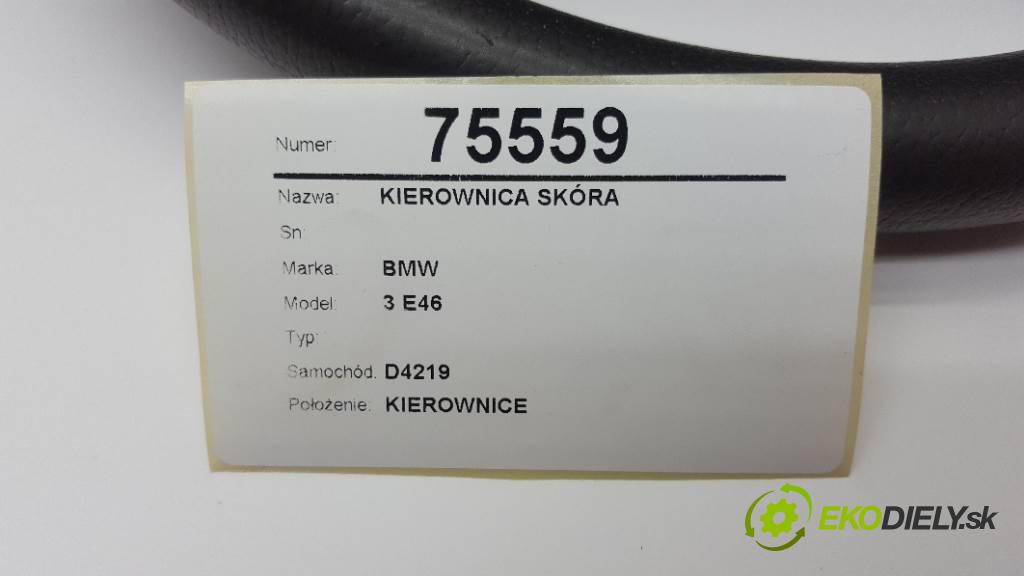 Numer: 75559
Nazwa: KIEROWNICA SKÓRA
Sn:
Marka: BMW
Model: 3 E46
Typ:
Samochód. D4219
Położenie: KIEROWNICE
EKODIELY.sk